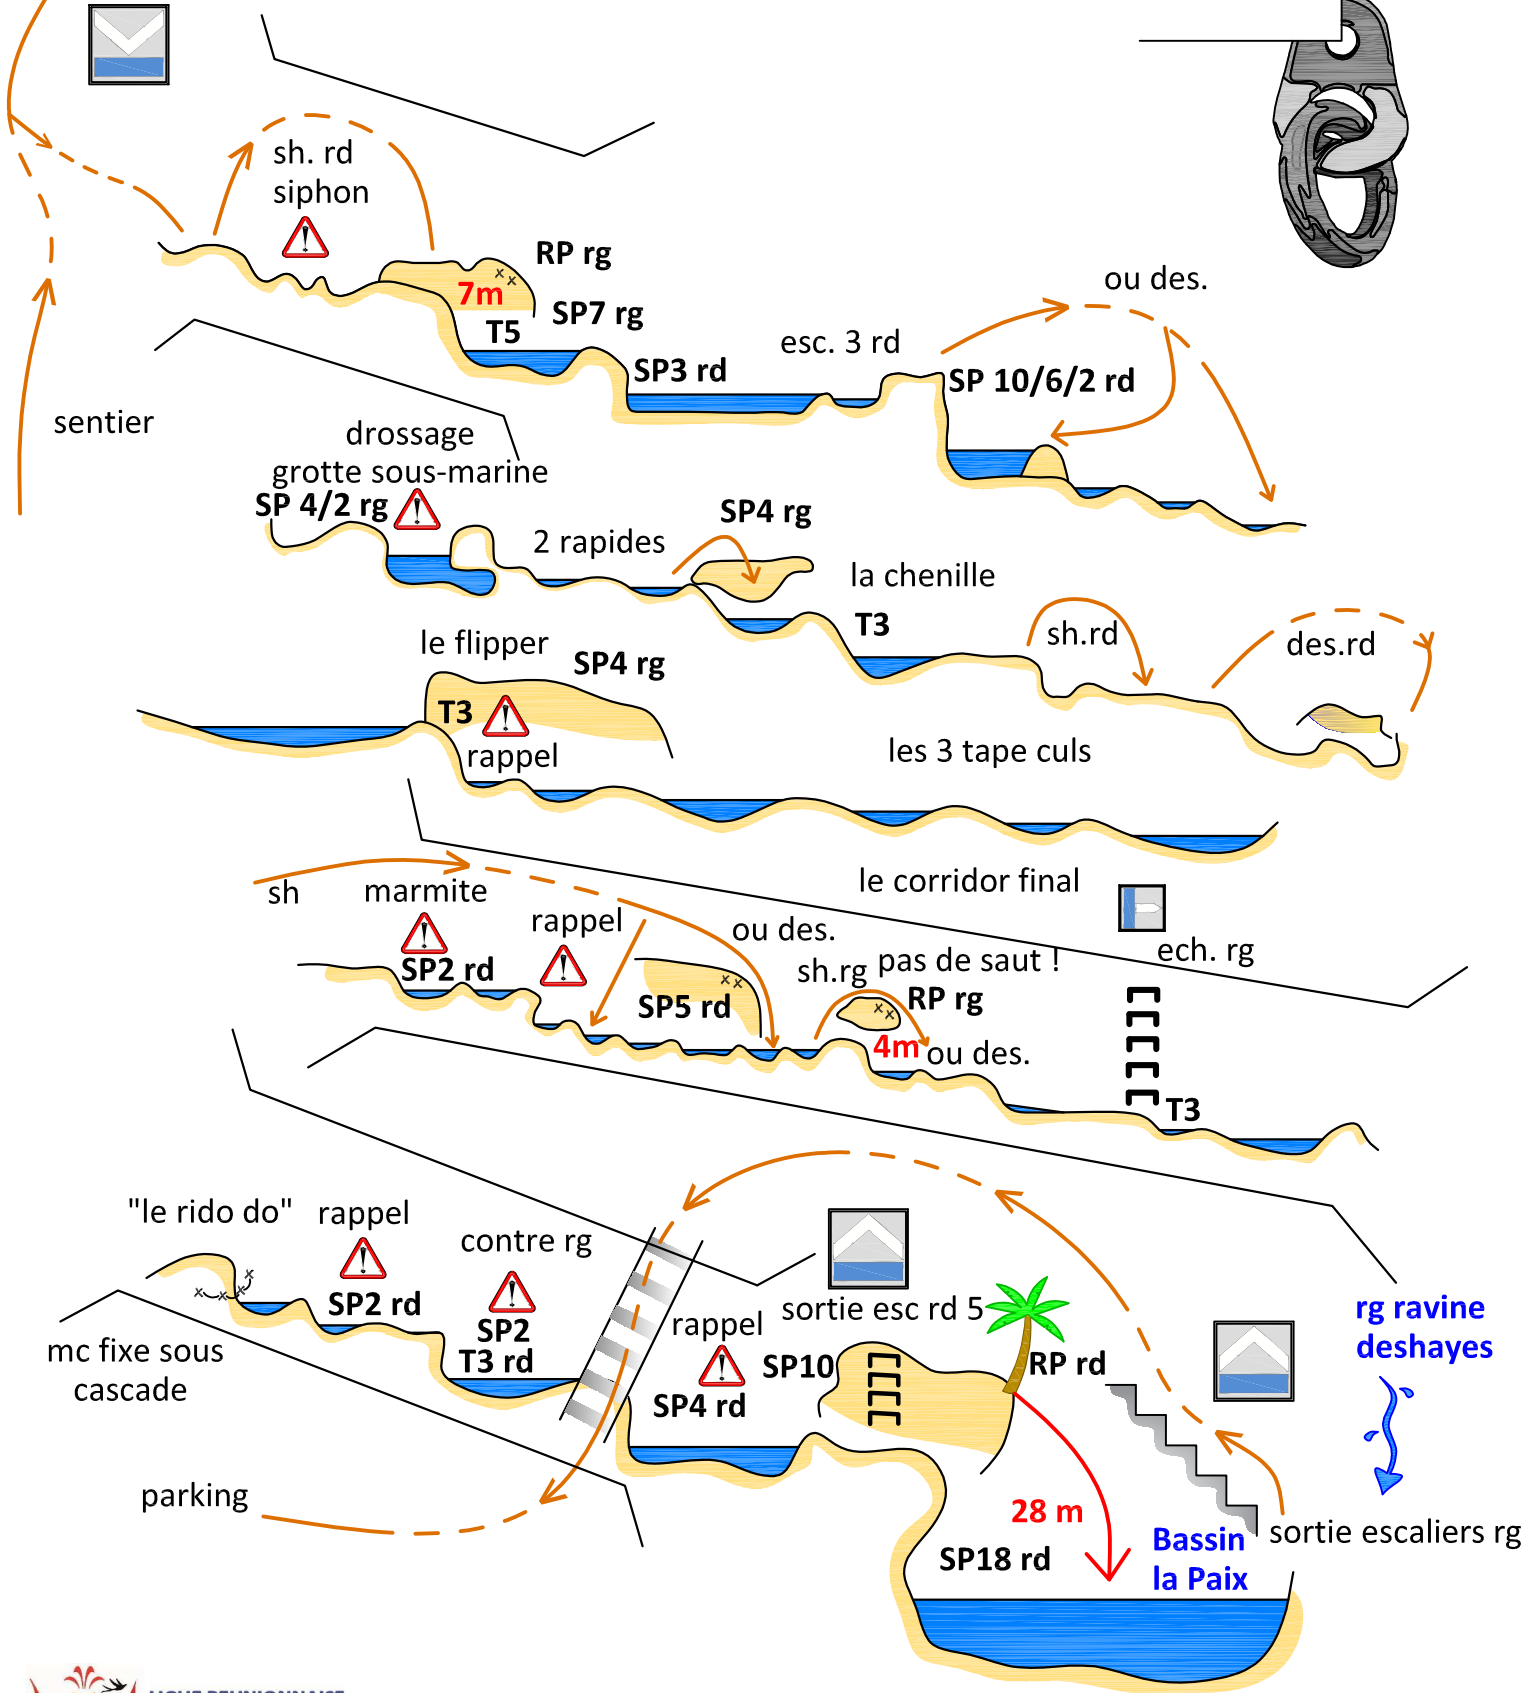 sh. rd
siphon
RP rg
7m
SP7 rg
T5
ou des.
esc. 3 rd
SP3 rd
SP 10/6/2 rd
sentier
drossage
grotte sous-marine
SP 4/2 rg
SP4 rg
2 rapides
la chenille
T3
sh.rd
des.rd
le flipper
SP4 rg
T3
rappel
les 3 tape culs
le corridor final
sh
marmite
rappel
ou des.
SP2 rd
sh.rg
pas de saut !
ech. rg
SP5 rd
RP rg
4m
ou des.
T3
"le rido do"
rappel
contre rg
SP2 rd
SP2
T3 rd
mc fixe sous
cascade
rappel
sortie esc rd 5
SP10
RP rd
SP4 rd
rg ravine
deshayes
parking
28 m
SP18 rd
Bassin
la Paix
sortie escaliers rg